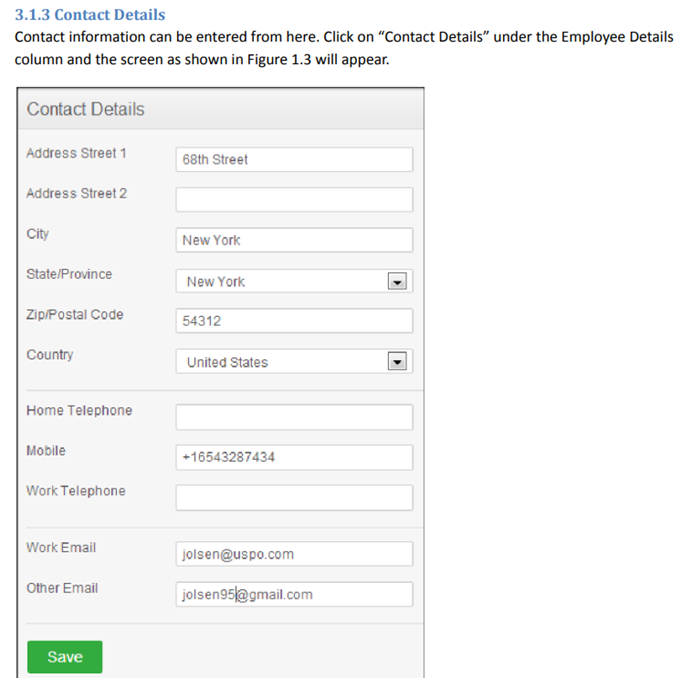 3.1.3 Contact Details
Contact information can be entered from here. Click on “Contact Details” under the Employee Details
column and the screen as shown in Figure 1.3 will appear.
Contact Details
Address Street 1
68th Street
Address Street 2
City
New York
State/Province
New York
Zip/Postal Code
54312
Country
United States
Home Telephone
Mobile
+16543287434
Work Telephone
Work Email
jolsen@uspo.com
Other Email
jolsen95@gmail.com
Save